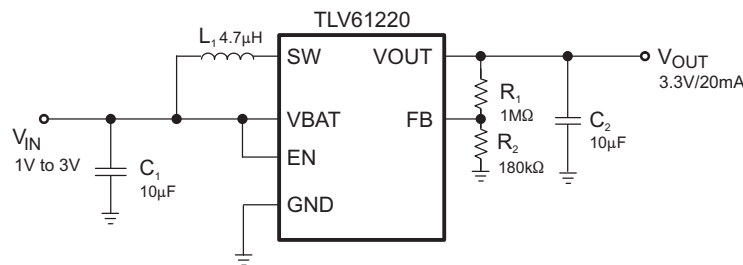 TLV61220
L₁ 4.7µH
SW
VOUT
VOUT
3.3V/20mA
R₁
1MΩ
VBAT
FB
C₂
10µF
VIN
1V to 3V
C₁
10µF
EN
R₂
180kΩ
GND